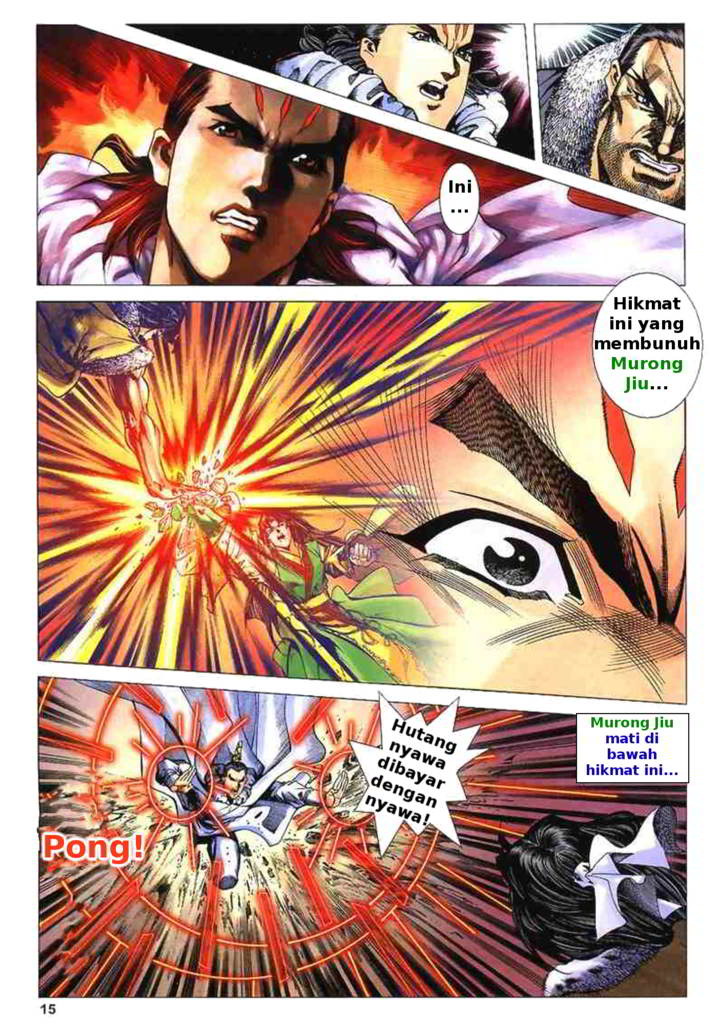 Ini
...
Hikmat
ini yang
membunuh
Murong
Jiu...
Hutang
nyawa
dibayar
dengan
nyawa!
Murong Jiu
mati di
bawah
hikmat ini...
Pong!
15